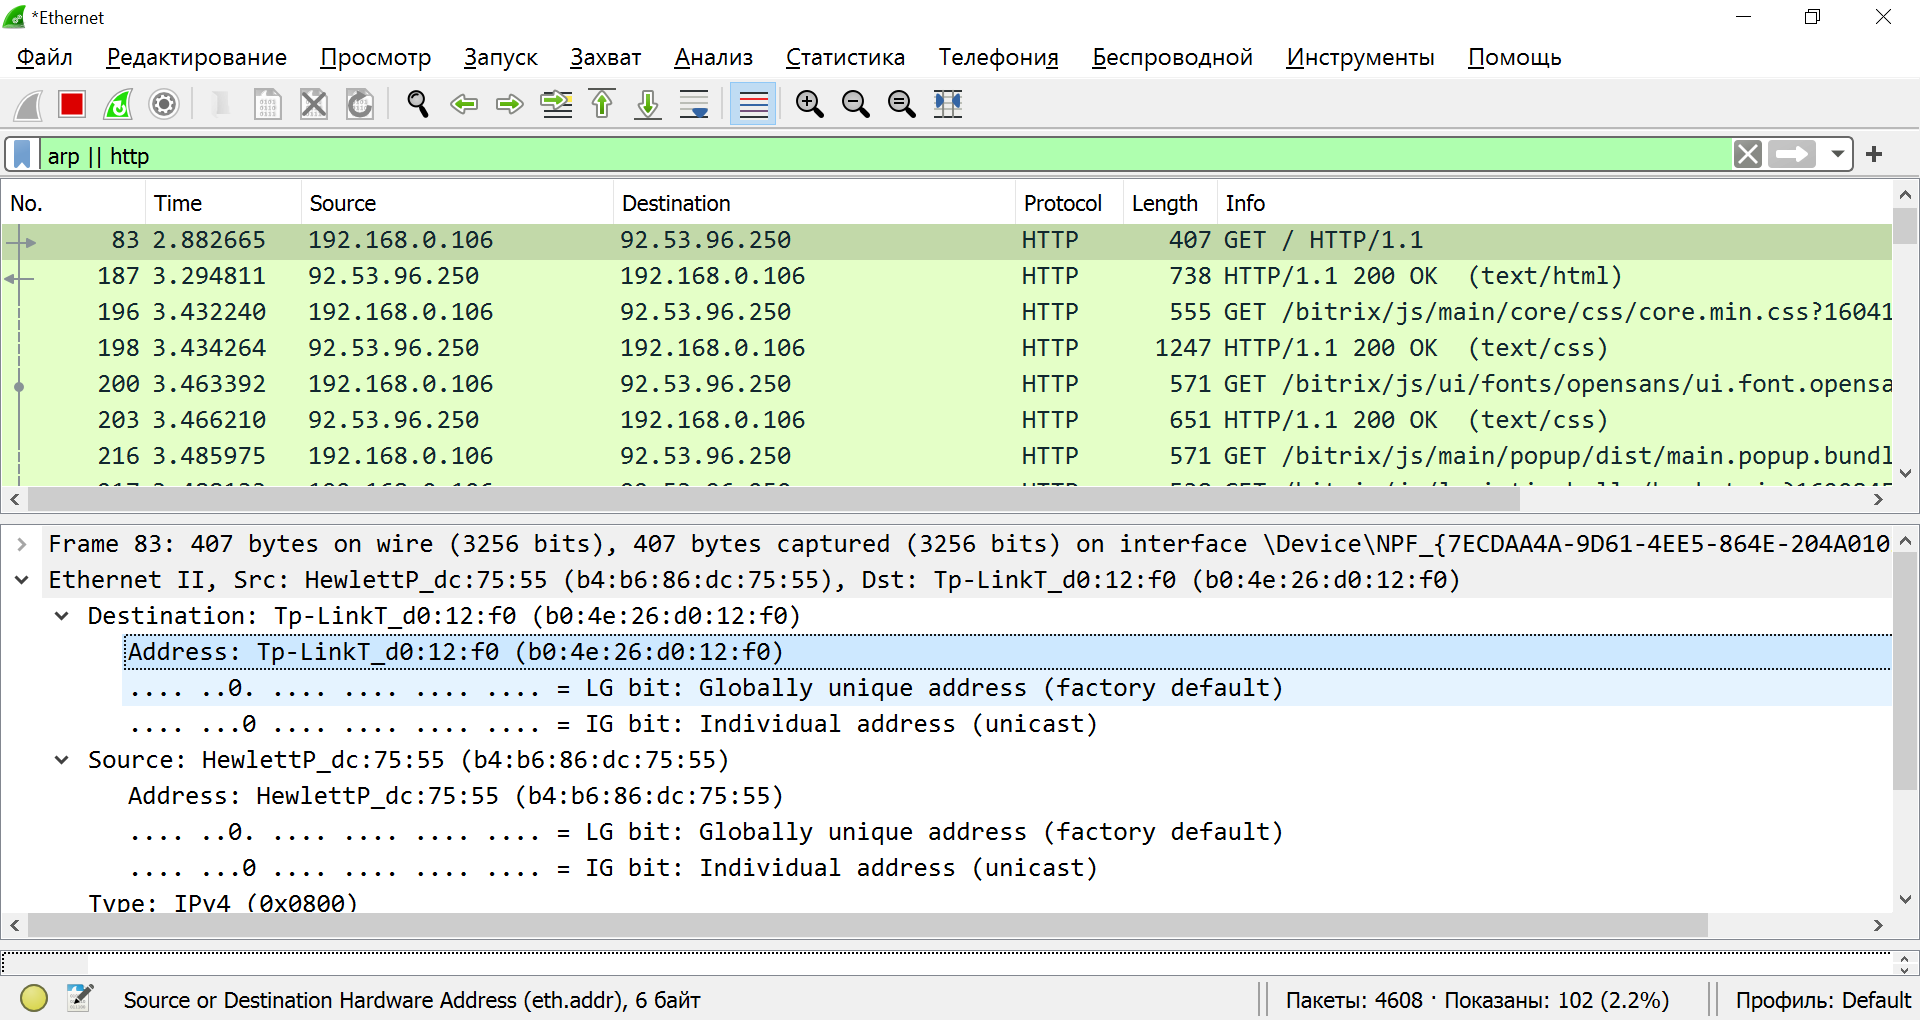 *Ethernet
Файл Редактирование Просмотр Запуск Захват Анализ Статистика Телефония Беспроводной Инструменты Помощь
arp || http
No. Time Source Destination Protocol Length Info
83 2.882665 192.168.0.106 92.53.96.250 HTTP 407 GET / HTTP/1.1
187 3.294811 92.53.96.250 192.168.0.106 HTTP 738 HTTP/1.1 200 OK (text/html)
196 3.432240 192.168.0.106 92.53.96.250 HTTP 555 GET /bitrix/js/main/core/css/core.min.css?16041
198 3.434264 92.53.96.250 192.168.0.106 HTTP 1247 HTTP/1.1 200 OK (text/css)
200 3.463392 192.168.0.106 92.53.96.250 HTTP 571 GET /bitrix/js/ui/fonts/opensans/ui.font.opensa
203 3.466210 92.53.96.250 192.168.0.106 HTTP 651 HTTP/1.1 200 OK (text/css)
216 3.485975 192.168.0.106 92.53.96.250 HTTP 571 GET /bitrix/js/main/popup/dist/main.popup.bundl
Frame 83: 407 bytes on wire (3256 bits), 407 bytes captured (3256 bits) on interface \Device\NPF_{7ECDAA4A-9D61-4EE5-864E-204A010
Ethernet II, Src: HewlettP_dc:75:55 (b4:b6:86:dc:75:55), Dst: Tp-LinkT_d0:12:f0 (b0:4e:26:d0:12:f0)
Destination: Tp-LinkT_d0:12:f0 (b0:4e:26:d0:12:f0)
Address: Tp-LinkT_d0:12:f0 (b0:4e:26:d0:12:f0)
.... ..0. .... .... .... .... = LG bit: Globally unique address (factory default)
.... ...0 .... .... .... .... = IG bit: Individual address (unicast)
Source: HewlettP_dc:75:55 (b4:b6:86:dc:75:55)
Address: HewlettP_dc:75:55 (b4:b6:86:dc:75:55)
.... ..0. .... .... .... .... = LG bit: Globally unique address (factory default)
.... ...0 .... .... .... .... = IG bit: Individual address (unicast)
Type: IPv4 (0x0800)
Source or Destination Hardware Address (eth.addr), 6 байт Пакеты: 4608 · Показаны: 102 (2.2%) Профиль: Default